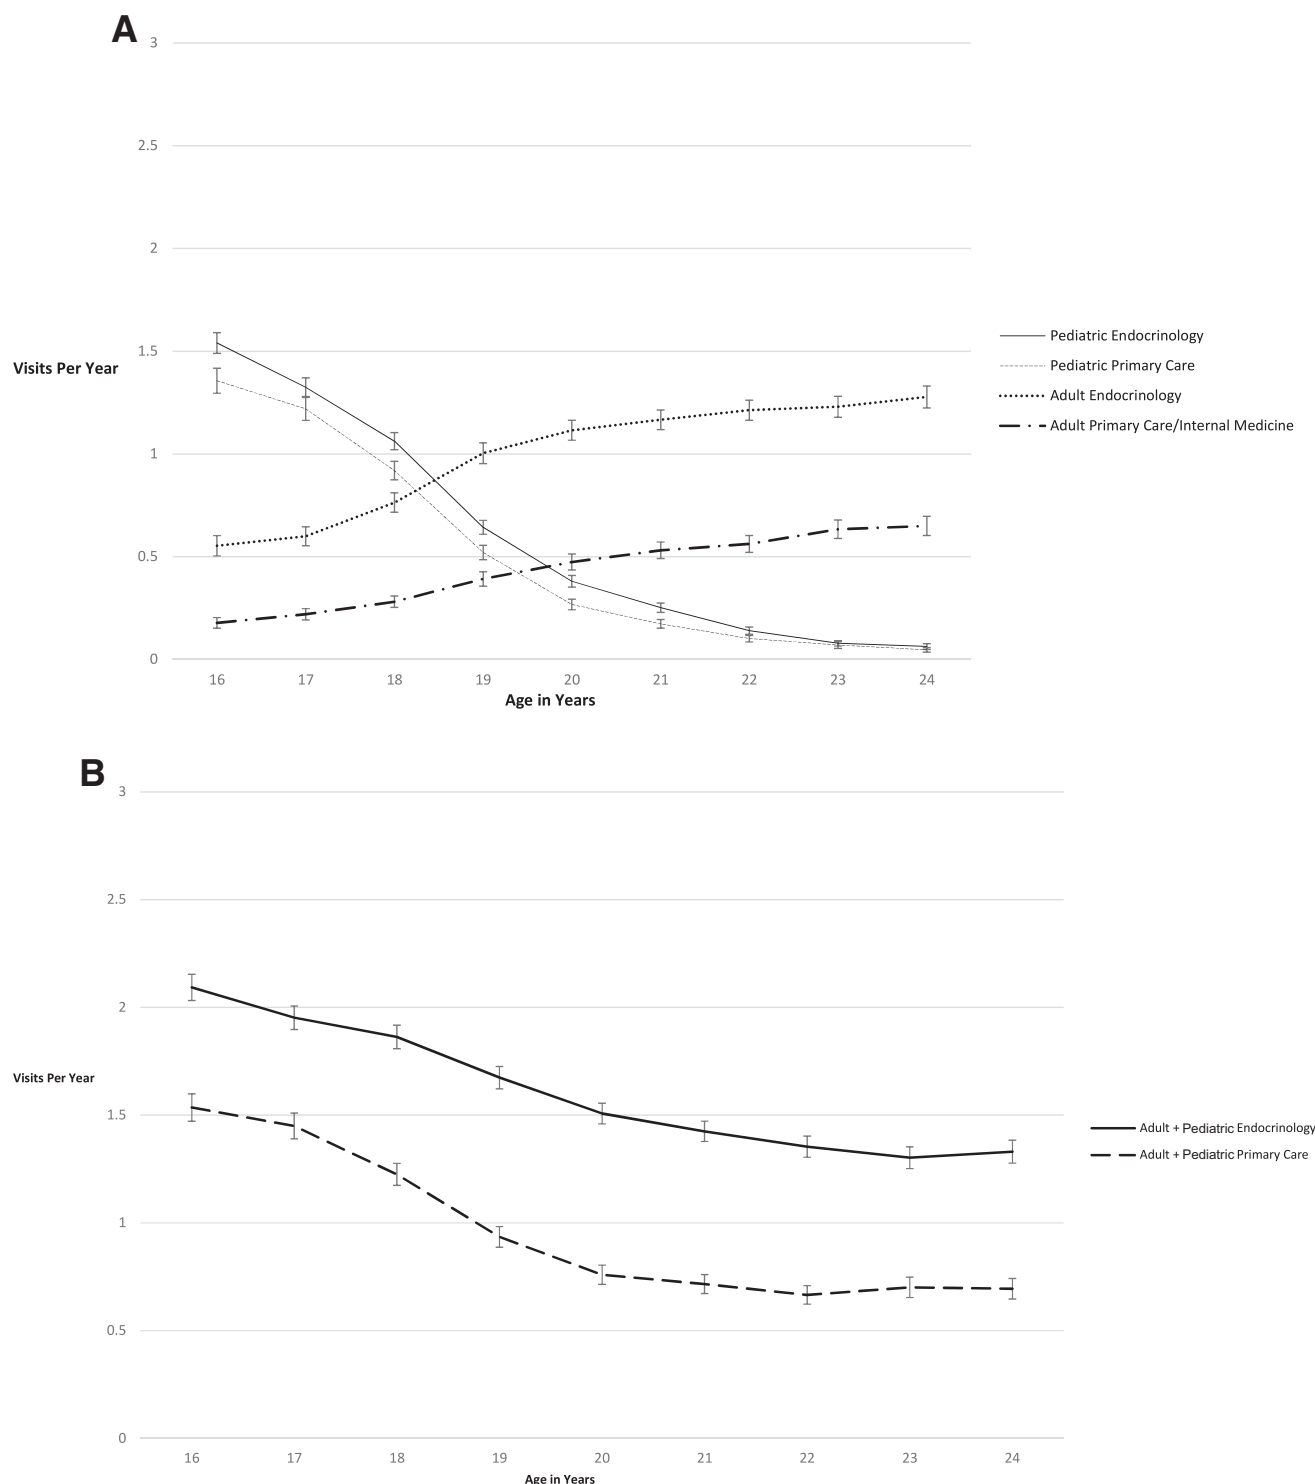 A
3
2.5
2
1.5
Visits Per Year
1
0.5
0
16 17 18 19 20 21 22 23 24
Age in Years
Pediatric Endocrinology
Pediatric Primary Care
Adult Endocrinology
Adult Primary Care/Internal Medicine
B
3
2.5
2
Visits Per Year
1.5
1
0.5
0
16 17 18 19 20 21 22 23 24
Age in Years
Adult + Pediatric Endocrinology
Adult + Pediatric Primary Care